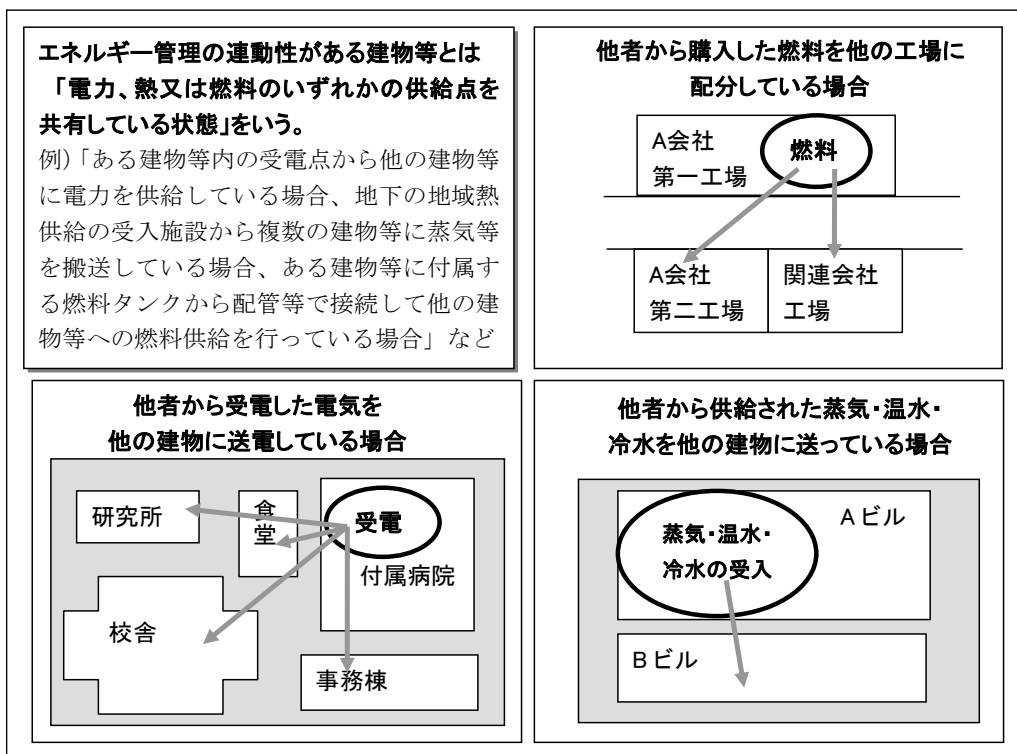 エネルギー管理の連動性がある建物等とは
「電力、熱又は燃料のいずれかの供給点を
共有している状態」をいう。
例)「ある建物等内の受電点から他の建物等
に電力を供給している場合、地下の地域熱
供給の受入施設から複数の建物等に蒸気等
を搬送している場合、ある建物等に付属す
る燃料タンクから配管等で接続して他の建
物等への燃料供給を行っている場合」など
他者から購入した燃料を他の工場に
配分している場合
A会社
第一工場
燃料
A会社
第二工場
関連会社
工場
他者から受電した電気を
他の建物に送電している場合
研究所
食
堂
受電
付属病院
校舎
事務棟
他者から供給された蒸気・温水・
冷水を他の建物に送っている場合
蒸気・温水・
冷水の受入
Aビル
Bビル